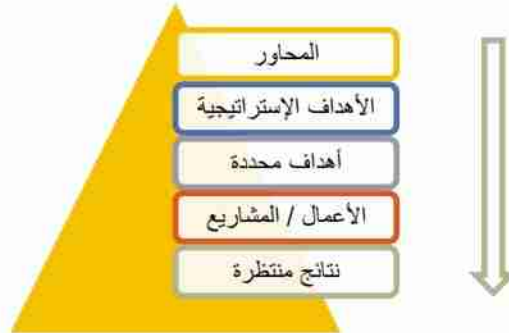 المحاور
الأهداف الإستراتيجية
أهداف محددة
الأعمال / المشاريع
نتائج منتظرة